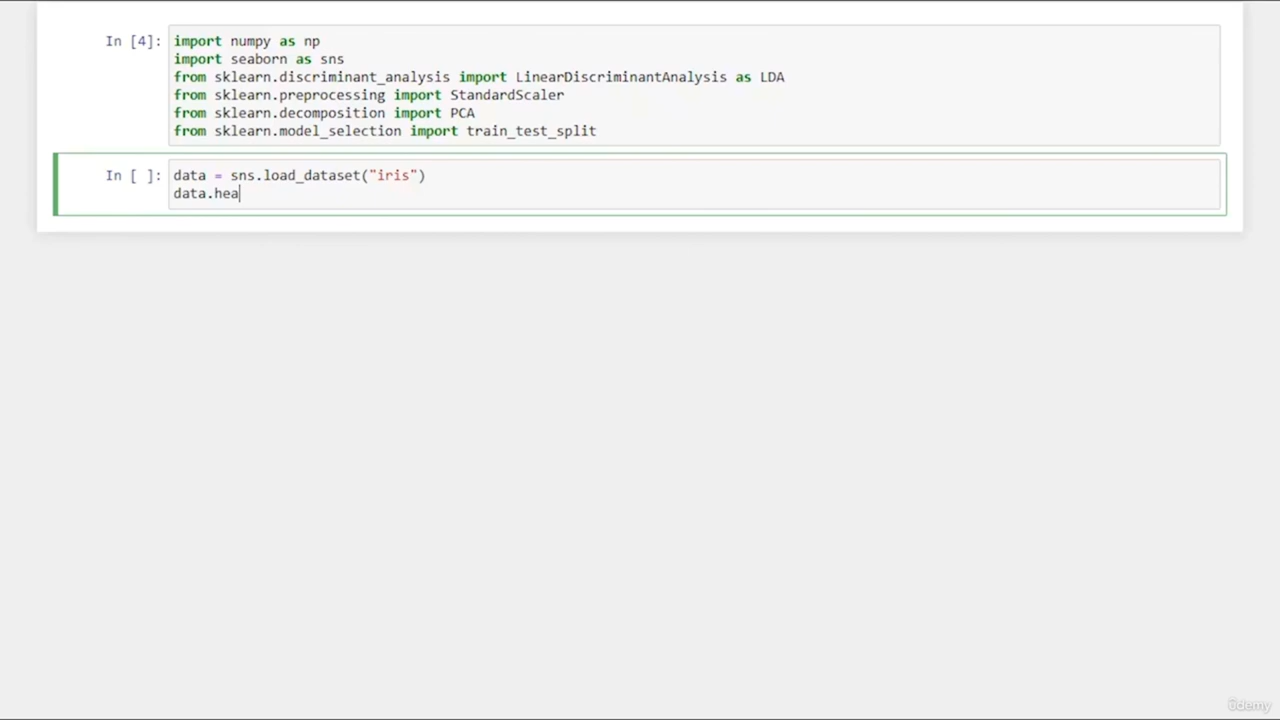 In [4]: import numpy as np
import seaborn as sns
from sklearn.discriminant_analysis import LinearDiscriminantAnalysis as LDA
from sklearn.preprocessing import StandardScaler
from sklearn.decomposition import PCA
from sklearn.model_selection import train_test_split
In [ ]: data = sns.load_dataset("iris")
data.hea
ûdemy